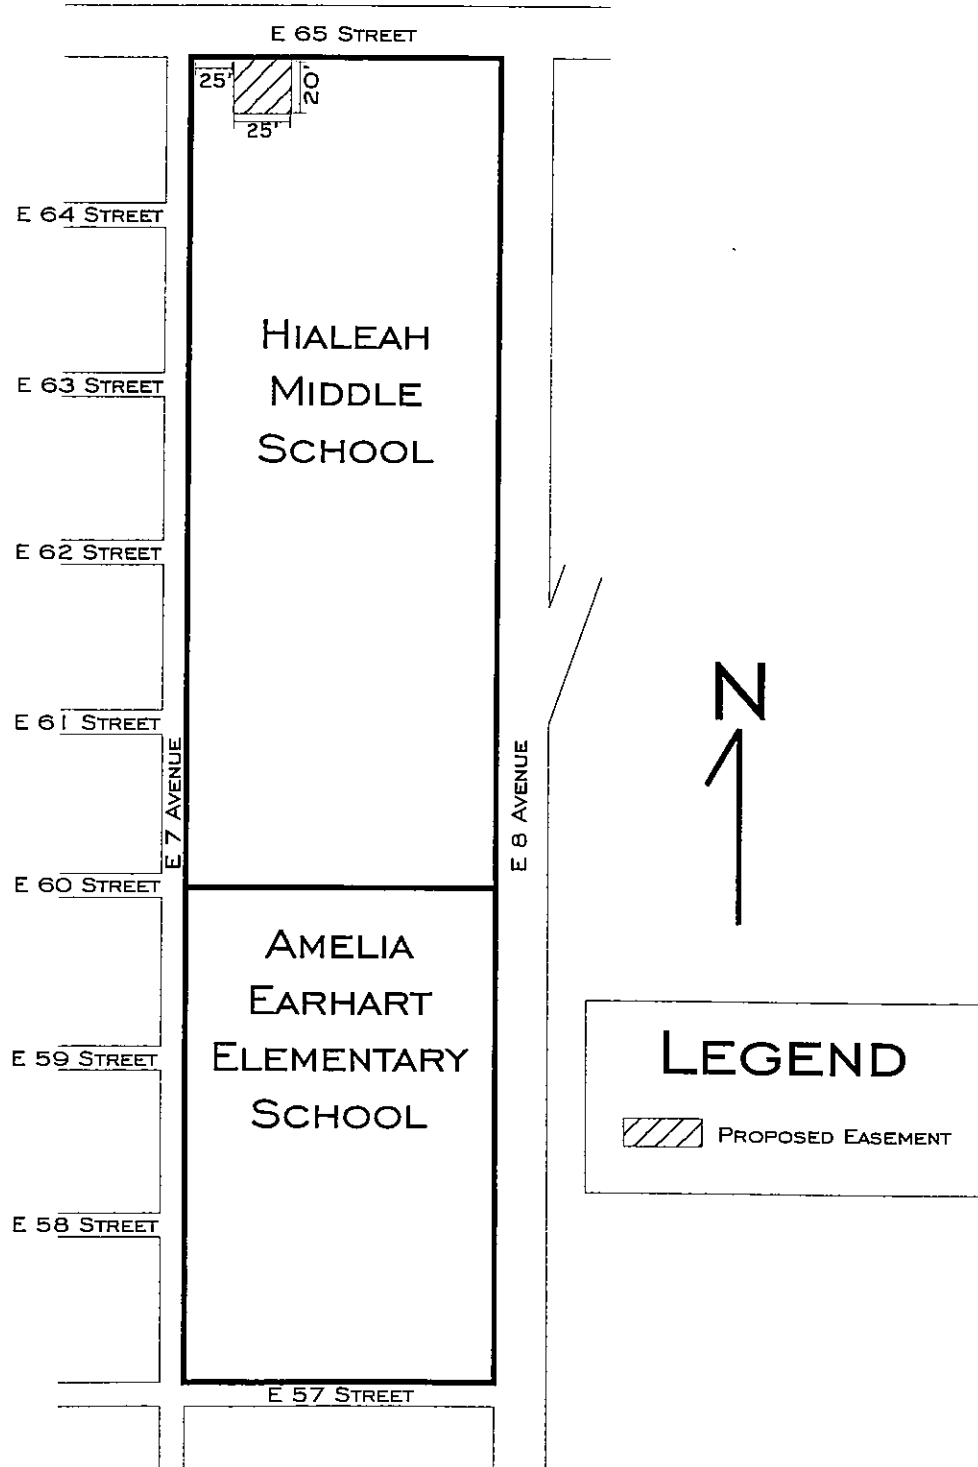 E 65 STREET
25'
20'
25'
E 64 STREET
HIALEAH
MIDDLE
SCHOOL
E 63 STREET
E 62 STREET
E 61 STREET
N
E 7 AVENUE
E 8 AVENUE
E 60 STREET
AMELIA
EARHART
ELEMENTARY
SCHOOL
E 59 STREET
LEGEND
PROPOSED EASEMENT
E 58 STREET
E 57 STREET